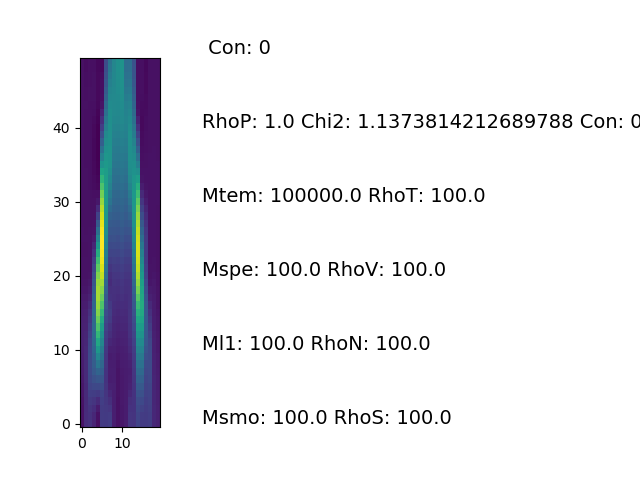 Con: 0
RhoP: 1.0 Chi2: 1.1373814212689788 Con: 0
40
Mtem: 100000.0 RhoT: 100.0
30
Mspe: 100.0 RhoV: 100.0
20
Ml1: 100.0 RhoN: 100.0
10
Msmo: 100.0 RhoS: 100.0
0
0 10